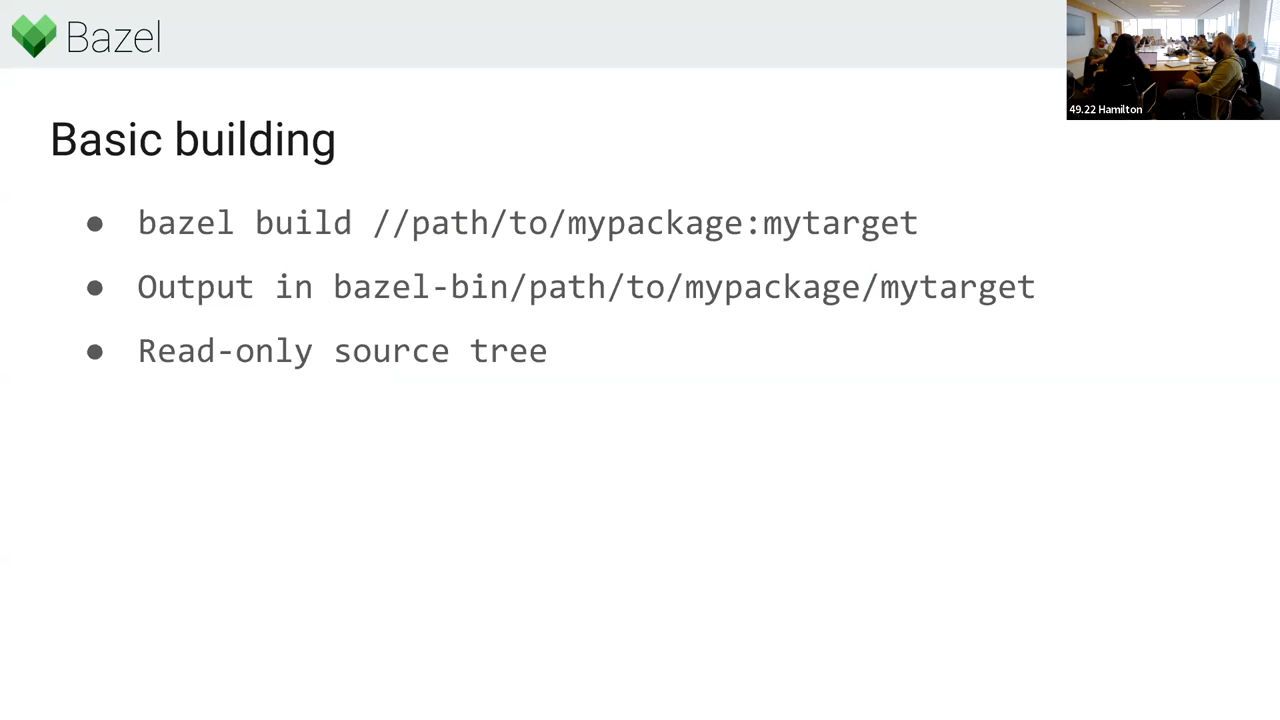 Bazel
49.22 Hamilton
Basic building
● bazel build //path/to/mypackage:mytarget
● Output in bazel-bin/path/to/mypackage/mytarget
● Read-only source tree